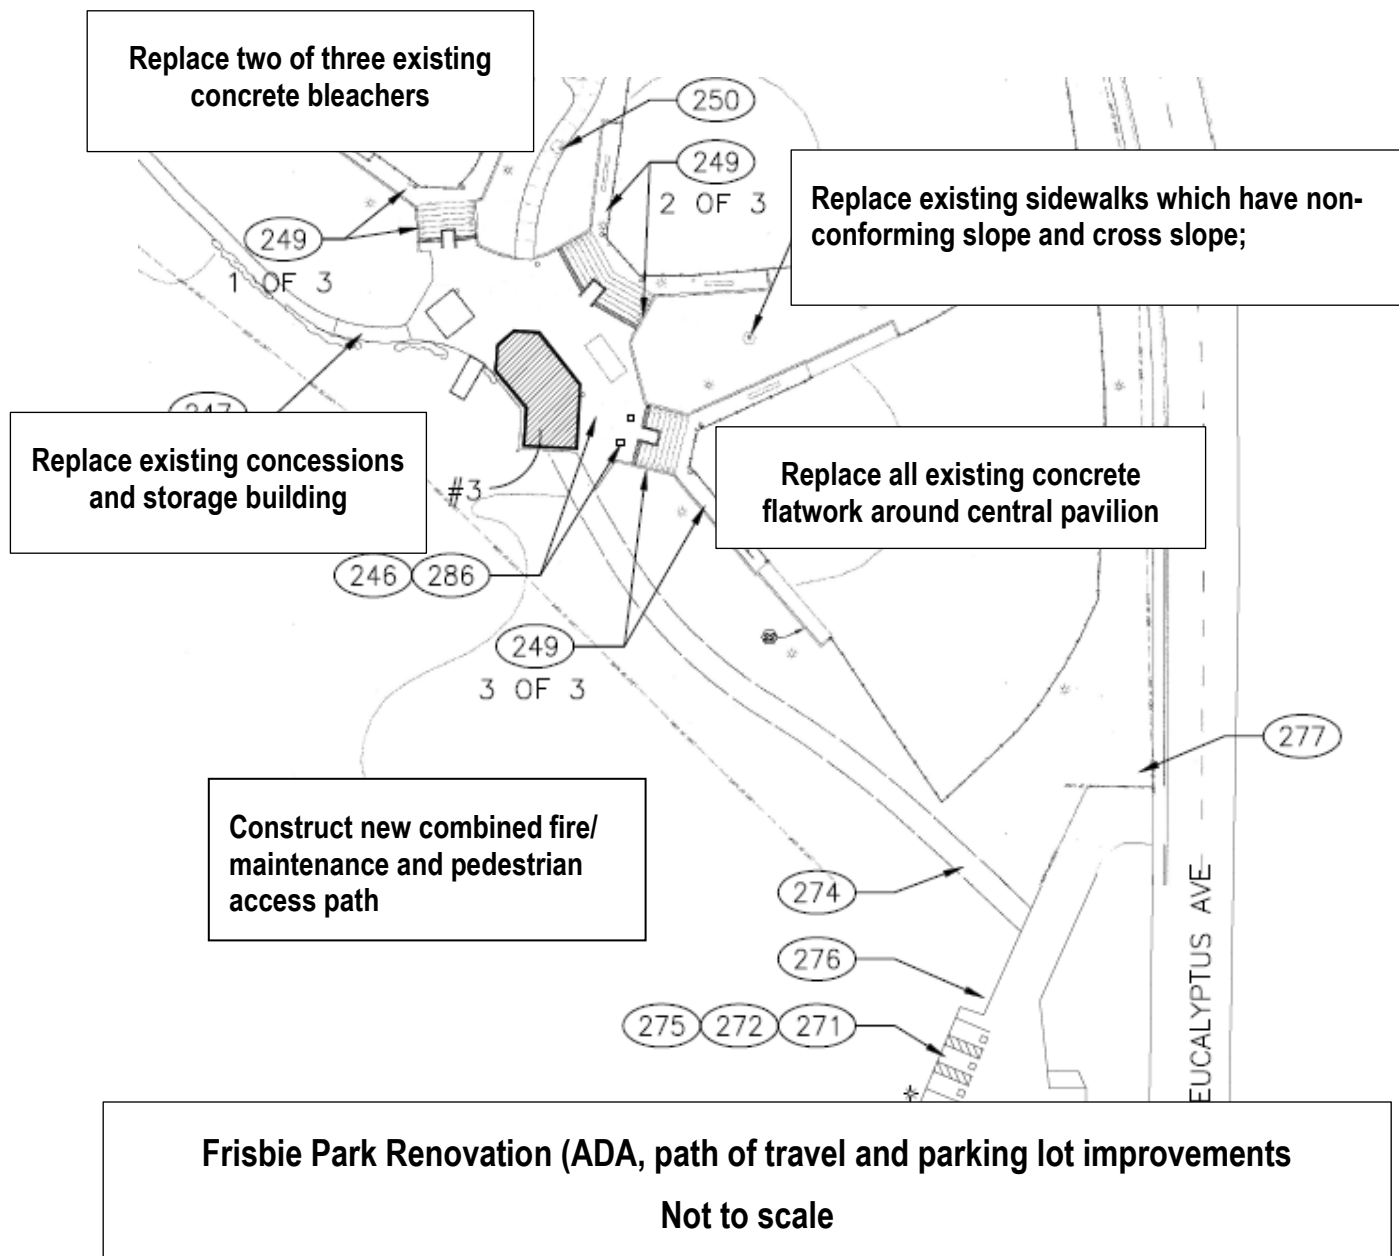 Replace two of three existing
concrete bleachers
250
249
2 OF 3
Replace existing sidewalks which have non-
conforming slope and cross slope;
249
1 OF 3
247
Replace existing concessions
and storage building
#3
Replace all existing concrete
flatwork around central pavilion
246 286
249
3 OF 3
277
Construct new combined fire/
maintenance and pedestrian
access path
274
276
275 272 271
EUCALYPTUS AVE
Frisbie Park Renovation (ADA, path of travel and parking lot improvements
Not to scale